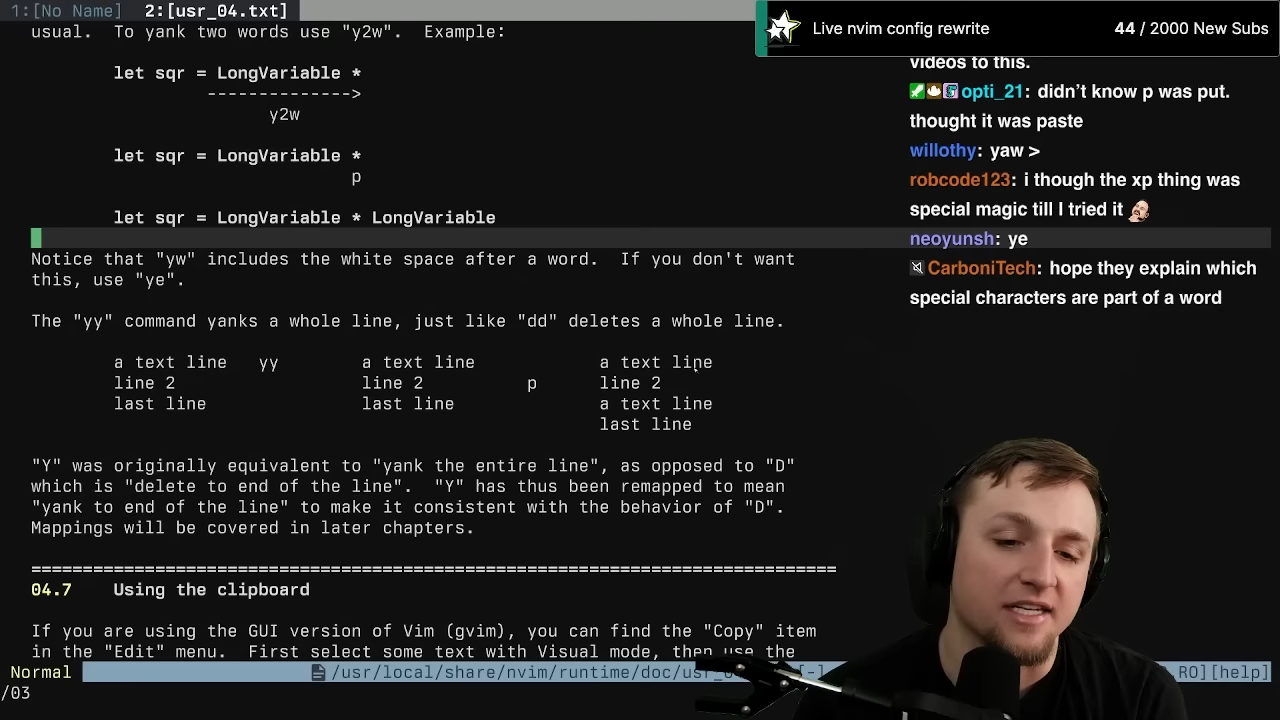 1:[No Name]  2:[usr_04.txt]
usual.  To yank two words use "y2w".  Example:
let sqr = LongVariable *
-------------->
y2w
let sqr = LongVariable *
p
let sqr = LongVariable * LongVariable
Notice that "yw" includes the white space after a word.  If you don't want
this, use "ye".
The "yy" command yanks a whole line, just like "dd" deletes a whole line.
a text line   yy        a text line             a text line
line 2                  line 2          p       line 2
last line               last line               a text line
last line
"Y" was originally equivalent to "yank the entire line", as opposed to "D"
which is "delete to end of the line".  "Y" has thus been remapped to mean
"yank to end of the line" to make it consistent with the behavior of "D".
Mappings will be covered in later chapters.
==============================================================================
04.7    Using the clipboard
If you are using the GUI version of Vim (gvim), you can find the "Copy" item
in the "Edit" menu.  First select some text with Visual mode, then use the
Normal /usr/local/share/nvim/runtime/doc/usr_ [-] RO][help]
/03
Live nvim config rewrite 44 / 2000 New Subs
videos to this.
opti_21: didn't know p was put.
thought it was paste
willothy: yaw >
robcode123: i though the xp thing was
special magic till I tried it
neoyunsh: ye
CarboniTech: hope they explain which
special characters are part of a word